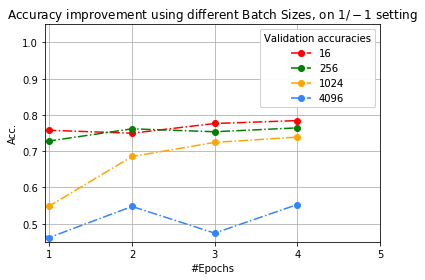 Accuracy improvement using different Batch Sizes, on 1/−1 setting
Validation accuracies
16
256
1024
4096
1.0
0.9
0.8
0.7
0.6
0.5
Acc.
1 2 3 4 5
#Epochs